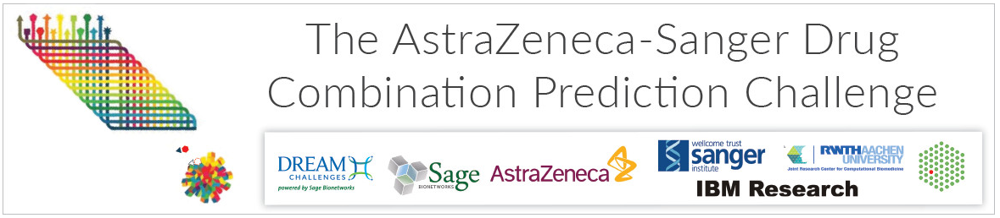 The AstraZeneca-Sanger Drug
Combination Prediction Challenge
DREAM
CHALLENGES
powered by Sage Bionetworks
Sage
BIONETWORKS
AstraZeneca
wellcome trust
sanger
institute
RWTHAACHEN
UNIVERSITY
Joint Research Center for Computational Biomedicine
IBM Research